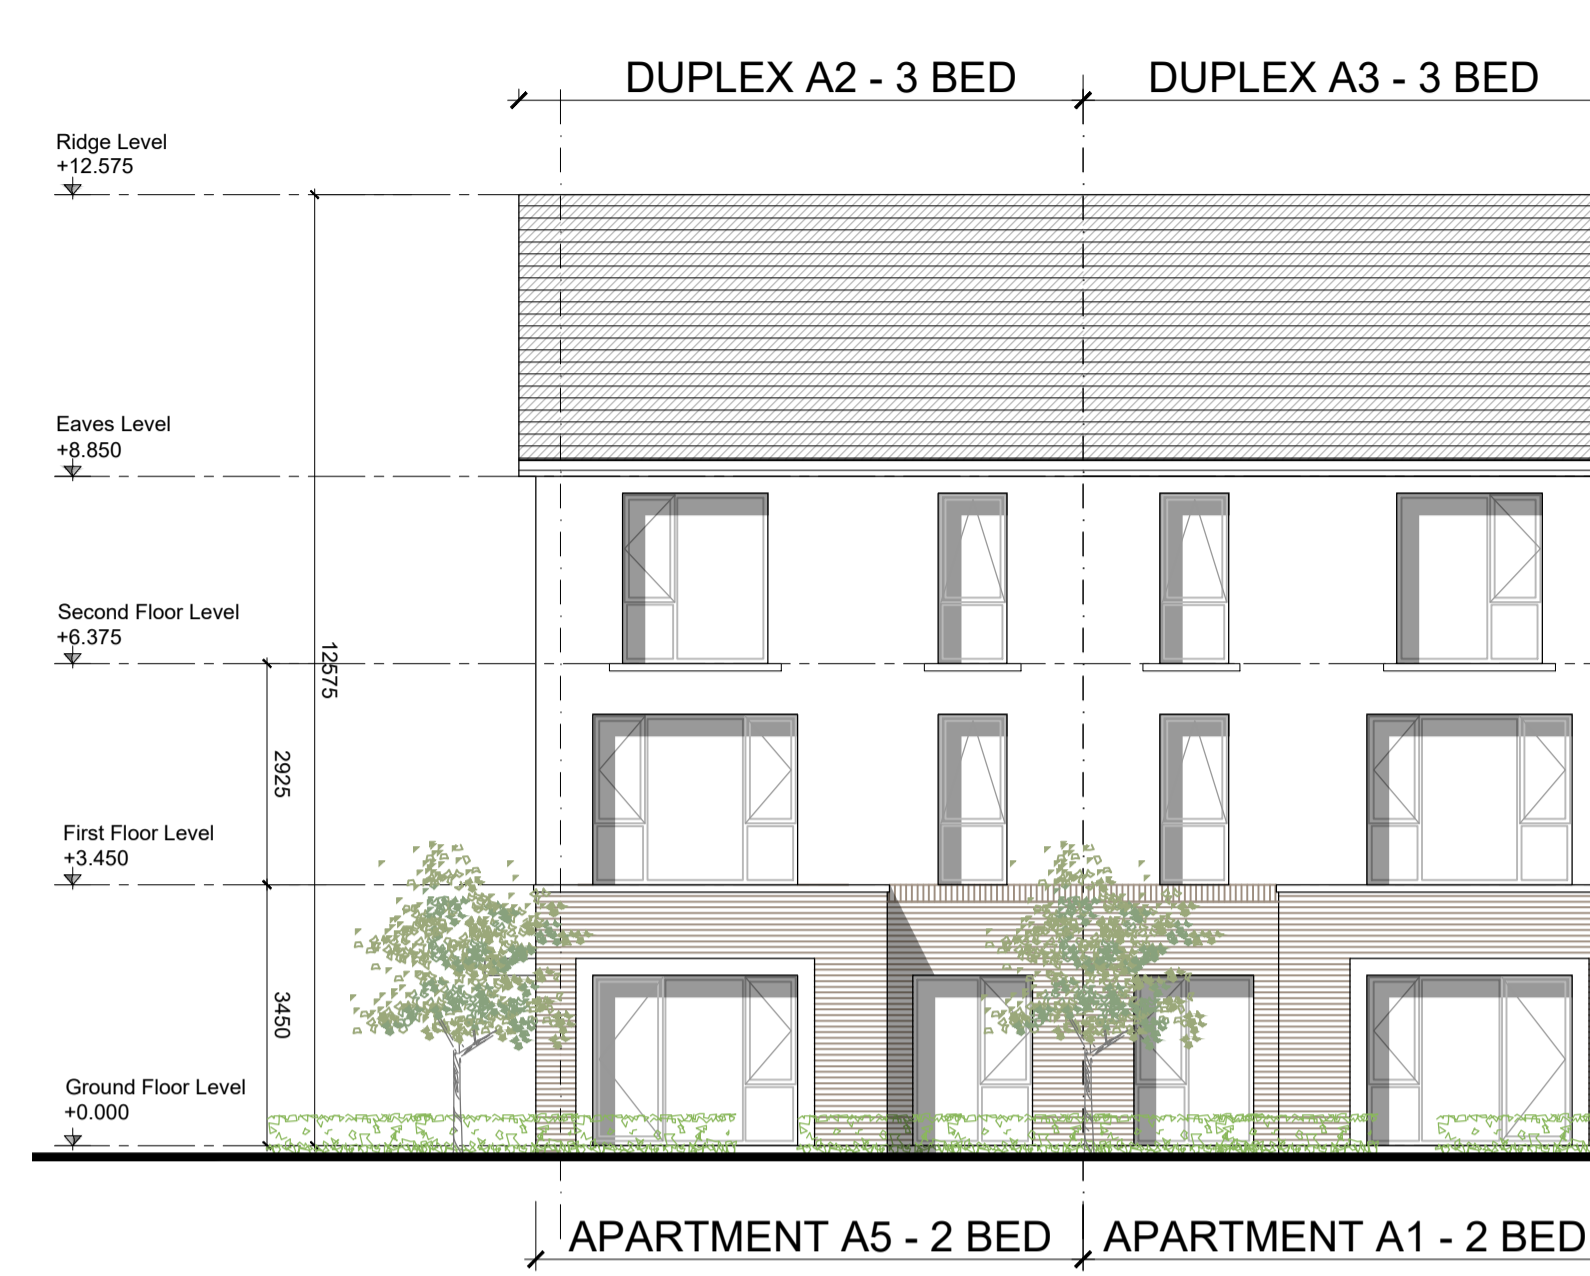 DUPLEX A2 - 3 BED
DUPLEX A3 - 3 BED
Ridge Level
+12.575
Eaves Level
+8.850
Second Floor Level
+6.375
12575
2925
First Floor Level
+3.450
3450
Ground Floor Level
+0.000
APARTMENT A5 - 2 BED
APARTMENT A1 - 2 BED